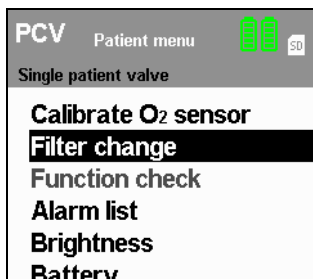 PCV Patient menu SD
Single patient valve
Calibrate O₂ sensor
Filter change
Function check
Alarm list
Brightness
Battery